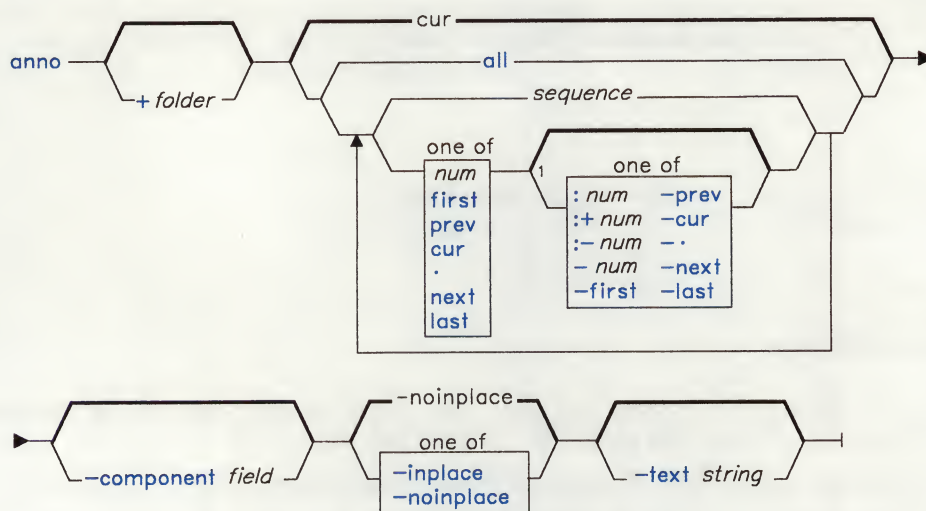 cur
anno
+ folder
all
sequence
one of
num
first
prev
cur
.
next
last
1
one of
: num –prev
:+ num –cur
:– num – .
– num –next
–first –last
–component field
–noinplace
one of
–inplace
–noinplace
–text string